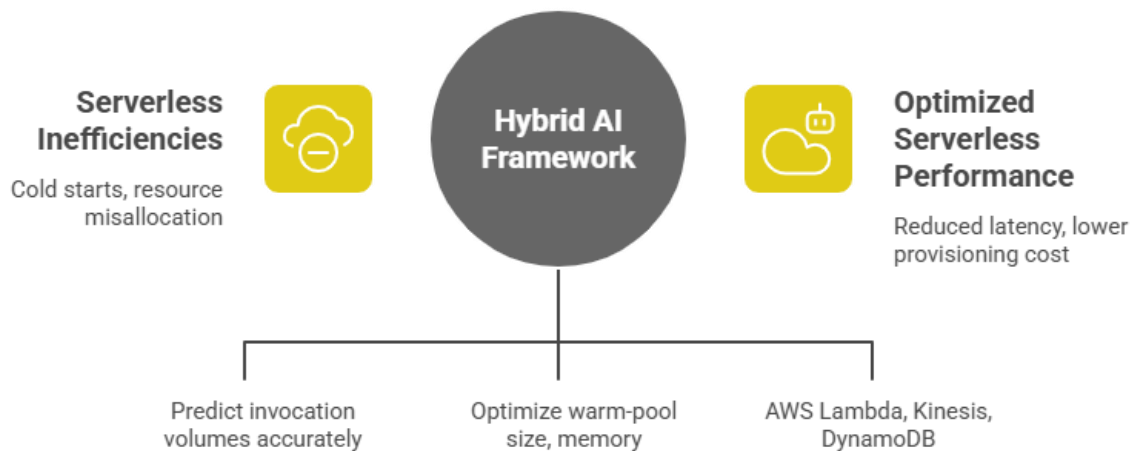 Serverless
Inefficiencies
Cold starts, resource
misallocation
Hybrid AI
Framework
Optimized
Serverless
Performance
Reduced latency, lower
provisioning cost
Predict invocation
volumes accurately
Optimize warm-pool
size, memory
AWS Lambda, Kinesis,
DynamoDB